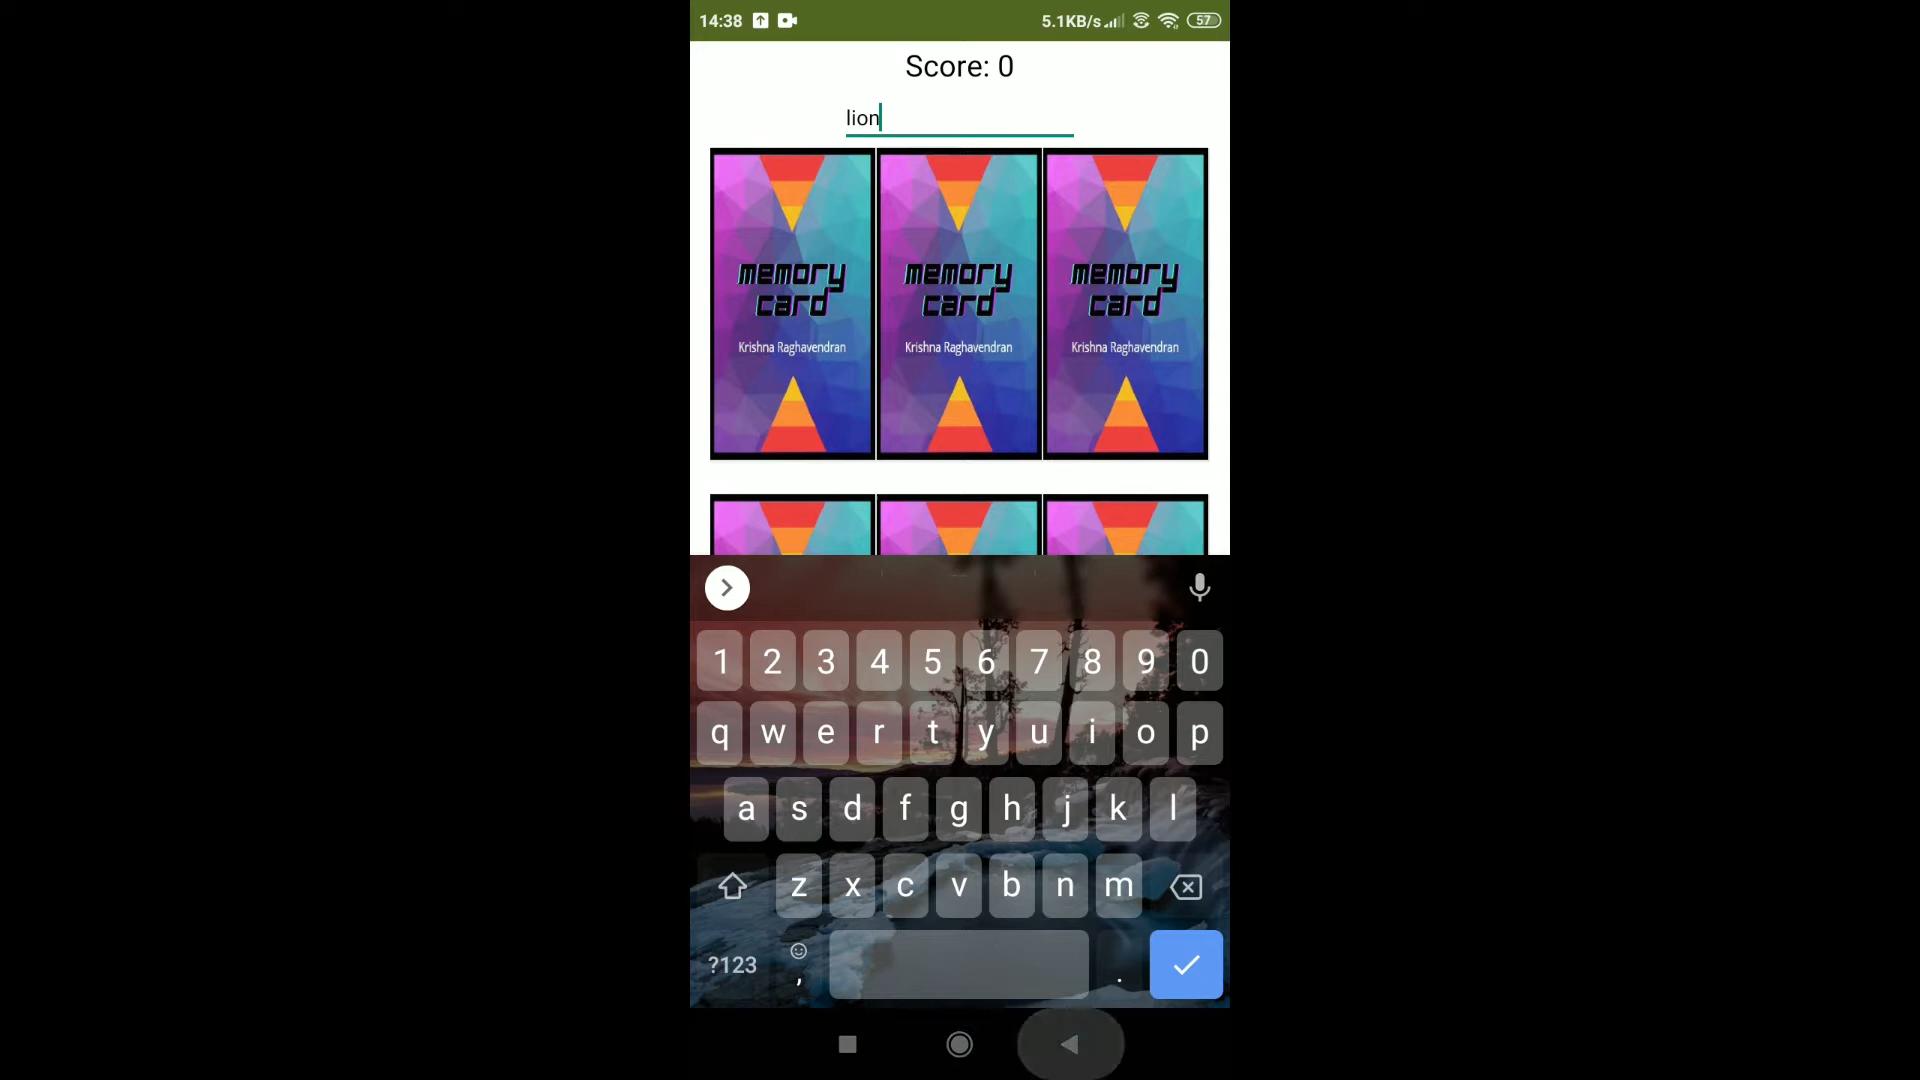 14:38 5.1KB/s 57
Score: 0
lion
memory memory memory
card card card
Krishna Raghavendran Krishna Raghavendran Krishna Raghavendran
1 2 3 4 5 6 7 8 9 0
q w e r t y u i o p
a s d f g h j k l
z x c v b n m
?123 , .